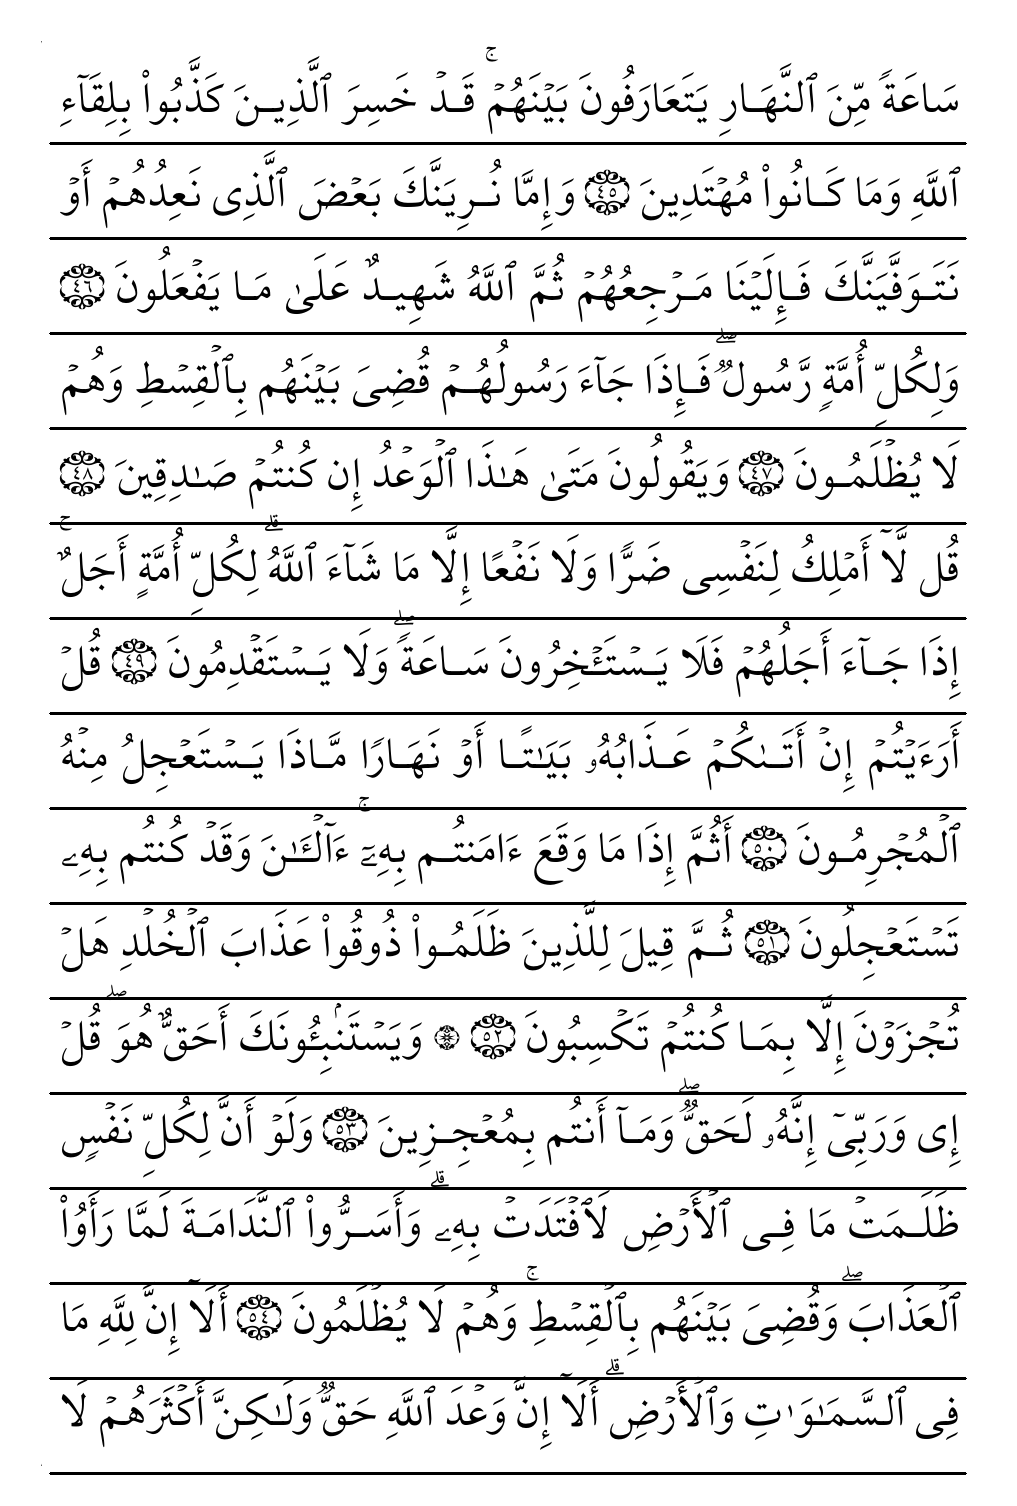 سَاعَةً مِّنَ ٱلنَّهَارِ يَتَعَارَفُونَ بَيۡنَهُمۡۚ قَدۡ خَسِرَ ٱلَّذِينَ كَذَّبُواْ بِلِقَآءِ
ٱللَّهِ وَمَا كَانُواْ مُهۡتَدِينَ ٤٥ وَإِمَّا نُرِيَنَّكَ بَعۡضَ ٱلَّذِى نَعِدُهُمۡ أَوۡ
نَتَوَفَّيَنَّكَ فَإِلَيۡنَا مَرۡجِعُهُمۡ ثُمَّ ٱللَّهُ شَهِيدٌ عَلَىٰ مَا يَفۡعَلُونَ ٤٦
وَلِكُلِّ أُمَّةٍ رَّسُولٌۖ فَإِذَا جَآءَ رَسُولُهُمۡ قُضِىَ بَيۡنَهُم بِٱلۡقِسۡطِ وَهُمۡ
لَا يُظۡلَمُونَ ٤٧ وَيَقُولُونَ مَتَىٰ هَـٰذَا ٱلۡوَعۡدُ إِن كُنتُمۡ صَـٰدِقِينَ ٤٨
قُل لَّآ أَمۡلِكُ لِنَفۡسِى ضَرًّا وَلَا نَفۡعًا إِلَّا مَا شَآءَ ٱللَّهُۗ لِكُلِّ أُمَّةٍ أَجَلٌۚ
إِذَا جَآءَ أَجَلُهُمۡ فَلَا يَسۡتَـٔۡخِرُونَ سَاعَةًۖ وَلَا يَسۡتَقۡدِمُونَ ٤٩ قُلۡ
أَرَءَيۡتُمۡ إِنۡ أَتَىٰكُمۡ عَذَابُهُۥ بَيَـٰتًا أَوۡ نَهَارًا مَّاذَا يَسۡتَعۡجِلُ مِنۡهُ
ٱلۡمُجۡرِمُونَ ٥٠ أَثُمَّ إِذَا مَا وَقَعَ ءَامَنتُم بِهِۦٓۚ ءَآلۡـَٔـٰنَ وَقَدۡ كُنتُم بِهِۦ
تَسۡتَعۡجِلُونَ ٥١ ثُمَّ قِيلَ لِلَّذِينَ ظَلَمُواْ ذُوقُواْ عَذَابَ ٱلۡخُلۡدِ هَلۡ
تُجۡزَوۡنَ إِلَّا بِمَا كُنتُمۡ تَكۡسِبُونَ ٥٢ ۞ وَيَسۡتَنۢبِـُٔونَكَ أَحَقٌّ هُوَۖ قُلۡ
إِى وَرَبِّىٓ إِنَّهُۥ لَحَقٌّۖ وَمَآ أَنتُم بِمُعۡجِزِينَ ٥٣ وَلَوۡ أَنَّ لِكُلِّ نَفۡسٍ
ظَلَمَتۡ مَا فِى ٱلۡأَرۡضِ لَٱفۡتَدَتۡ بِهِۦۗ وَأَسَرُّواْ ٱلنَّدَامَةَ لَمَّا رَأَوُاْ
ٱلۡعَذَابَۖ وَقُضِىَ بَيۡنَهُم بِٱلۡقِسۡطِۚ وَهُمۡ لَا يُظۡلَمُونَ ٥٤ أَلَآ إِنَّ لِلَّهِ مَا
فِى ٱلسَّمَـٰوَٰتِ وَٱلۡأَرۡضِۗ أَلَآ إِنَّ وَعۡدَ ٱللَّهِ حَقٌّ وَلَـٰكِنَّ أَكۡثَرَهُمۡ لَا